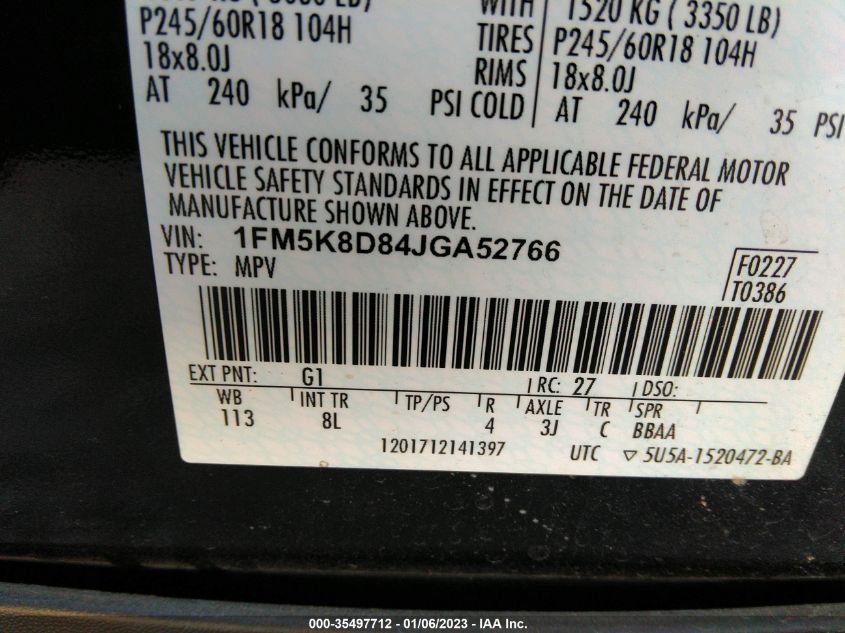 WITH 1520 KG ( 3350 LB)
P245/60R18 104H TIRES P245/60R18 104H
18x8.0J RIMS 18x8.0J
AT 240 kPa/ 35 PSI COLD AT 240 kPa/ 35 PSI
THIS VEHICLE CONFORMS TO ALL APPLICABLE FEDERAL MOTOR
VEHICLE SAFETY STANDARDS IN EFFECT ON THE DATE OF
MANUFACTURE SHOWN ABOVE.
VIN: 1FM5K8D84JGA52766
TYPE: MPV
F0227
T0386
EXT PNT: G1 RC: 27 DSO:
WB INT TR TP/PS R AXLE TR SPR
113 8L 4 3J C BBAA
1201712141397 UTC ▽ 5U5A-1520472-BA
000-35497712 - 01/06/2023 - IAA Inc.